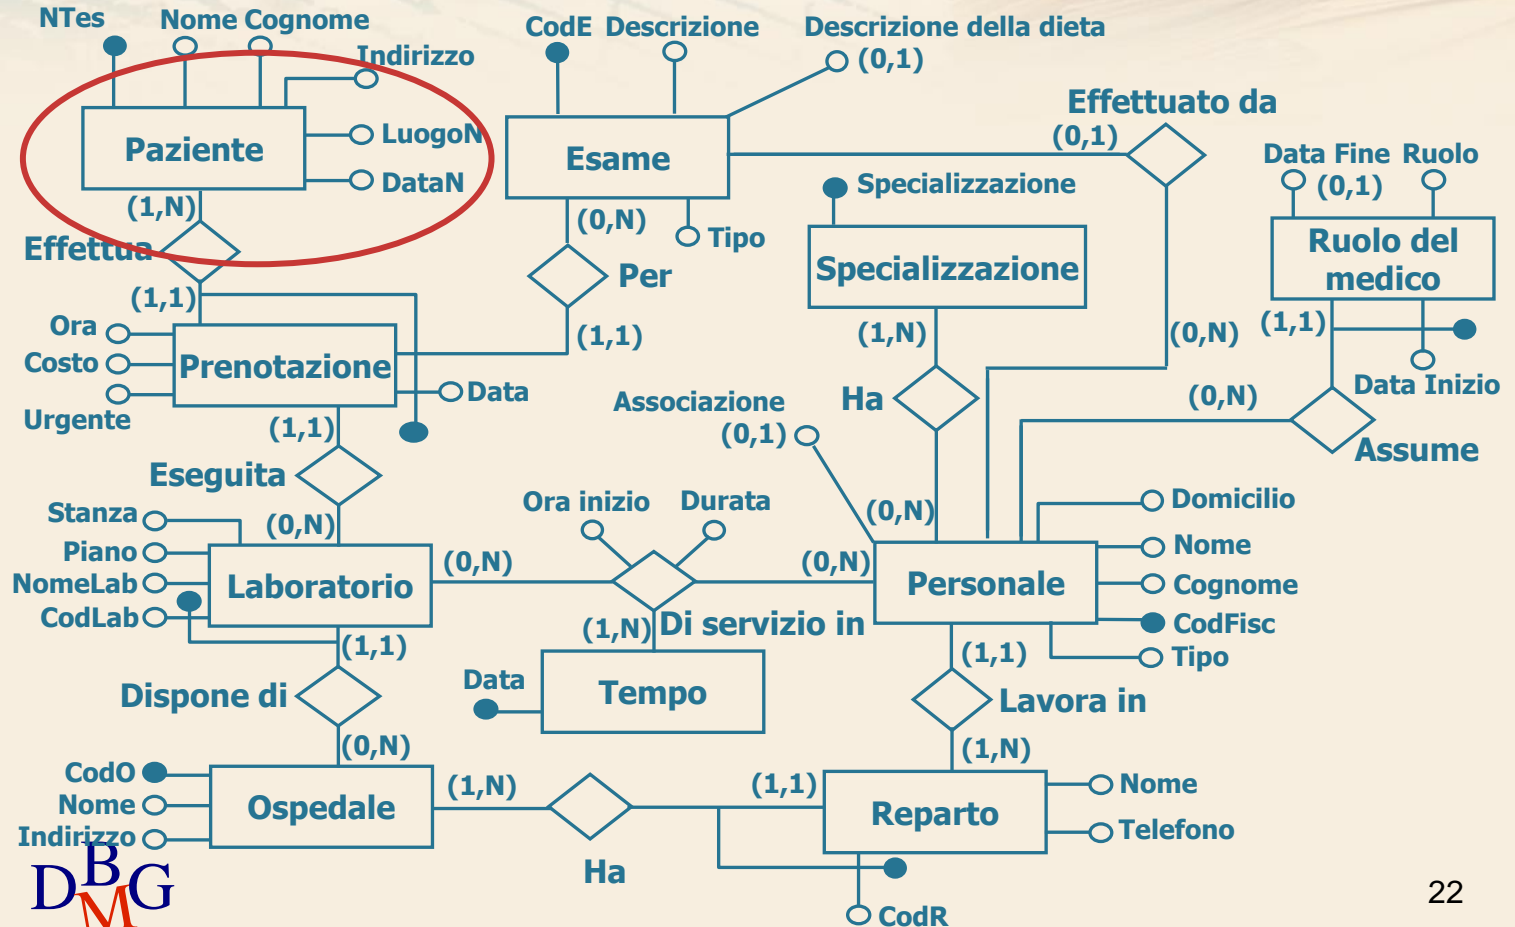 NTes
Nome Cognome
Indirizzo
Paziente
LuogoN
DataN
(1,N)
Effettua
(1,1)
CodE Descrizione
Descrizione della dieta
(0,1)
Esame
(0,N)
Tipo
Per
(1,1)
Effettuato da
(0,1)
(0,N)
Specializzazione
Specializzazione
(1,N)
Ha
(0,N)
Data Fine Ruolo
(0,1)
Ruolo del
medico
(1,1)
Data Inizio
(0,N)
Assume
Ora
Costo
Urgente
Prenotazione
Data
(1,1)
Eseguita
(0,N)
Stanza
Piano
NomeLab
CodLab
Laboratorio
(0,N)
Ora inizio
Durata
(0,N)
Di servizio in
(1,N)
Data
Tempo
Associazione
(0,1)
Personale
Domicilio
Nome
Cognome
CodFisc
Tipo
(1,1)
Lavora in
(1,N)
(1,1)
Dispone di
(0,N)
CodO
Nome
Indirizzo
Ospedale
(1,N)
Ha
(1,1)
Reparto
Nome
Telefono
CodR
DBMG
22